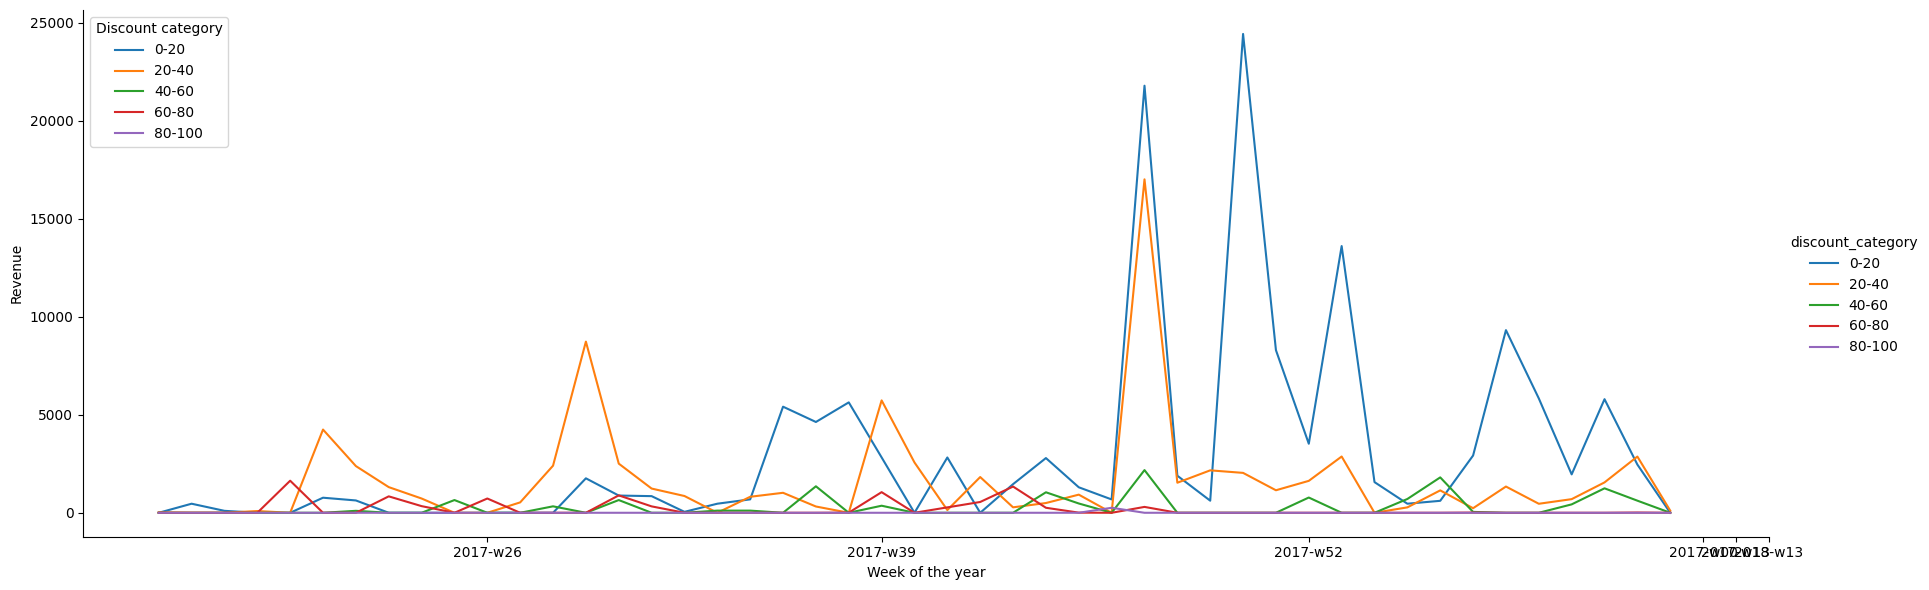 Discount category
0-20
20-40
40-60
60-80
80-100
25000
20000
15000
10000
5000
0
Revenue
2017-w26
2017-w39
2017-w52
Week of the year
discount_category
0-20
20-40
40-60
60-80
80-100